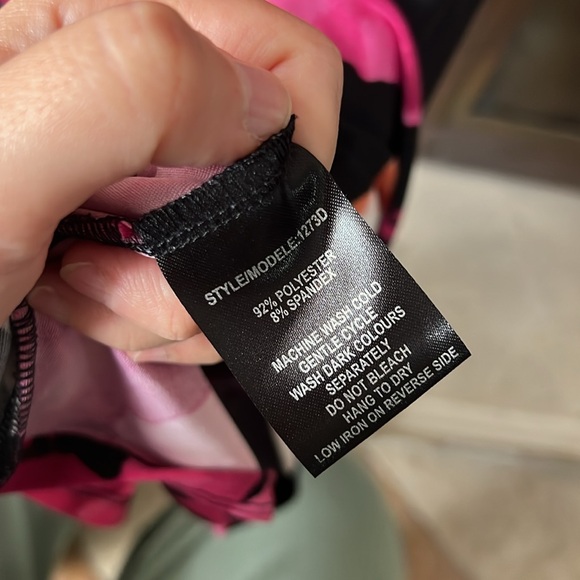 STYLE/MODELE:1273D
92% POLYESTER
8% SPANDEX
MACHINE WASH COLD
GENTLE CYCLE
WASH DARK COLOURS
SEPARATELY
DO NOT BLEACH
HANG TO DRY
LOW IRON ON REVERSE SIDE